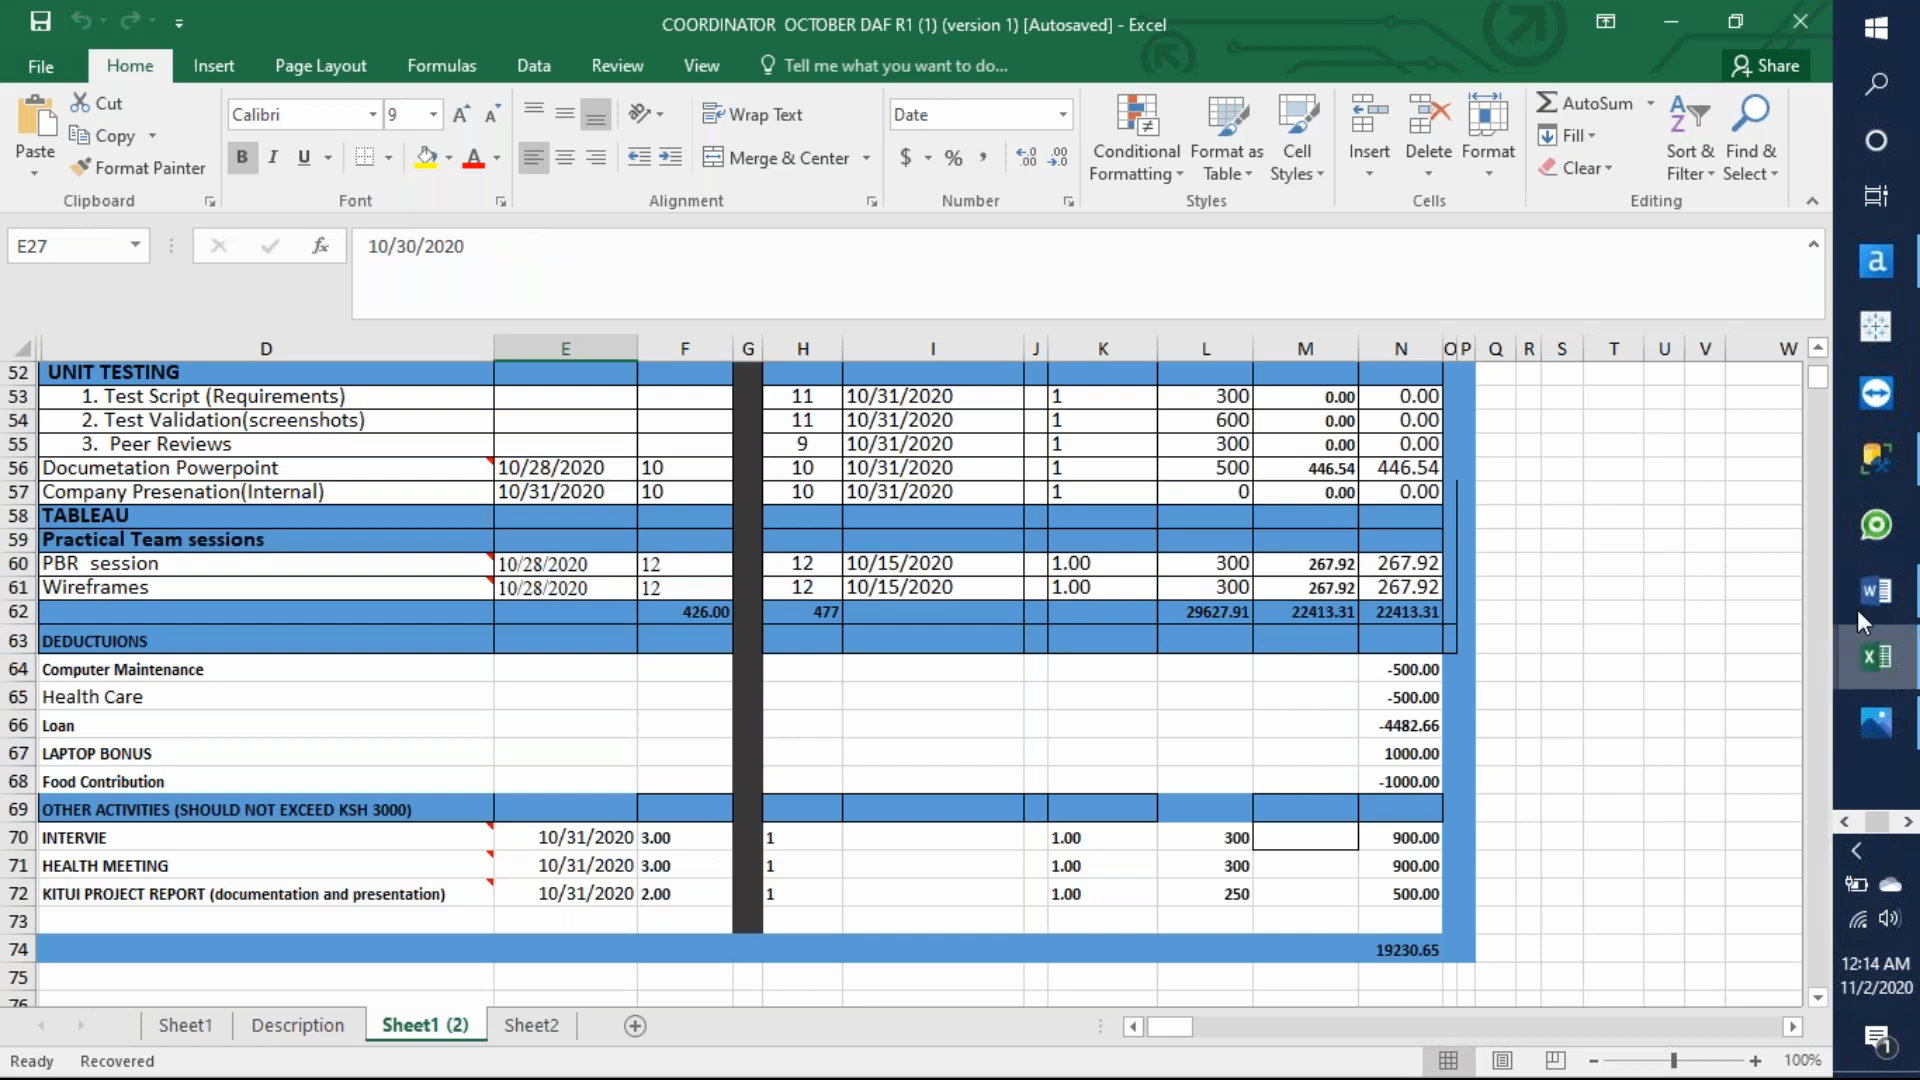 COORDINATOR  OCTOBER DAF R1 (1) (version 1) [Autosaved] - Excel
File Home Insert Page Layout Formulas Data Review View Tell me what you want to do... Share
Paste Cut Copy Format Painter
Calibri 9
B I U A
Wrap Text
Merge & Center
Date
$ %
Conditional Formatting Format as Table Cell Styles
Insert Delete Format
AutoSum Fill Clear
Sort & Filter Find & Select
Clipboard Font Alignment Number Styles Cells Editing
E27 fx 10/30/2020
D E F G H I J K L M N O P Q R S T U V W
52 UNIT TESTING
53 1. Test Script (Requirements) 11 10/31/2020 1 300 0.00 0.00
54 2. Test Validation(screenshots) 11 10/31/2020 1 600 0.00 0.00
55 3. Peer Reviews 9 10/31/2020 1 300 0.00 0.00
56 Documetation Powerpoint 10/28/2020 10 10 10/31/2020 1 500 446.54 446.54
57 Company Presenation(Internal) 10/31/2020 10 10 10/31/2020 1 0 0.00 0.00
58 TABLEAU
59 Practical Team sessions
60 PBR session 10/28/2020 12 12 10/15/2020 1.00 300 267.92 267.92
61 Wireframes 10/28/2020 12 12 10/15/2020 1.00 300 267.92 267.92
62 426.00 477 29627.91 22413.31 22413.31
63 DEDUCTUIONS
64 Computer Maintenance -500.00
65 Health Care -500.00
66 Loan -4482.66
67 LAPTOP BONUS 1000.00
68 Food Contribution -1000.00
69 OTHER ACTIVITIES (SHOULD NOT EXCEED KSH 3000)
70 INTERVIE 10/31/2020 3.00 1 1.00 300 900.00
71 HEALTH MEETING 10/31/2020 3.00 1 1.00 300 900.00
72 KITUI PROJECT REPORT (documentation and presentation) 10/31/2020 2.00 1 1.00 250 500.00
73
74 19230.65
75
76
Sheet1 Description Sheet1 (2) Sheet2
Ready Recovered 100%
12:14 AM
11/2/2020
1